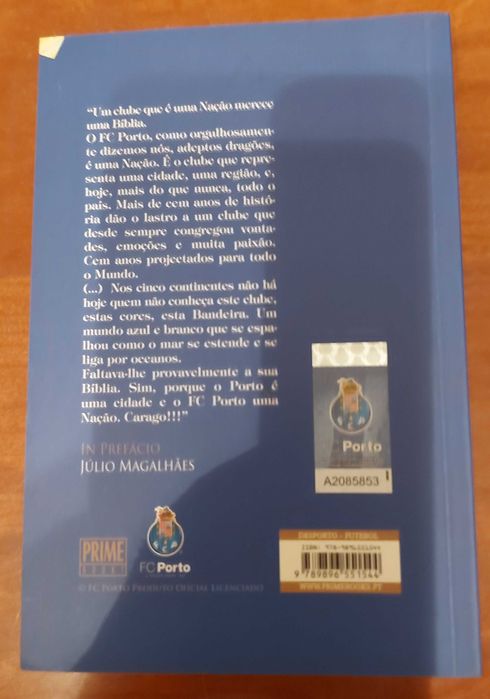 “Um clube que é uma Nação merece
uma Bíblia.
O FC Porto, como orgulhosamen-
te dizemos nós, adeptos dragões,
é uma Nação. É o clube que repre-
senta uma cidade, uma região, e,
hoje, mais do que nunca, todo o
país. Mais de cem anos de histó-
ria dão o lastro a um clube que
desde sempre congregou vonta-
des, emoções e muita paixão.
Cem anos projectados para todo
o Mundo.
(...) Nos cinco continentes não há
hoje quem não conheça este clube,
estas cores, esta Bandeira. Um
mundo azul e branco que se espa-
lhou como o mar se estende e se
liga por oceanos.
Faltava-lhe provavelmente a sua
Bíblia. Sim, porque o Porto é
uma cidade e o FC Porto uma
Nação. Carago!!!”
In Prefácio
Júlio Magalhães
Porto
A2085853
PRIME
BOOKS
FC Porto
© FC Porto Produto Oficial Licenciado
Desporto - Futebol
9 789896 551544
www.primebooks.pt